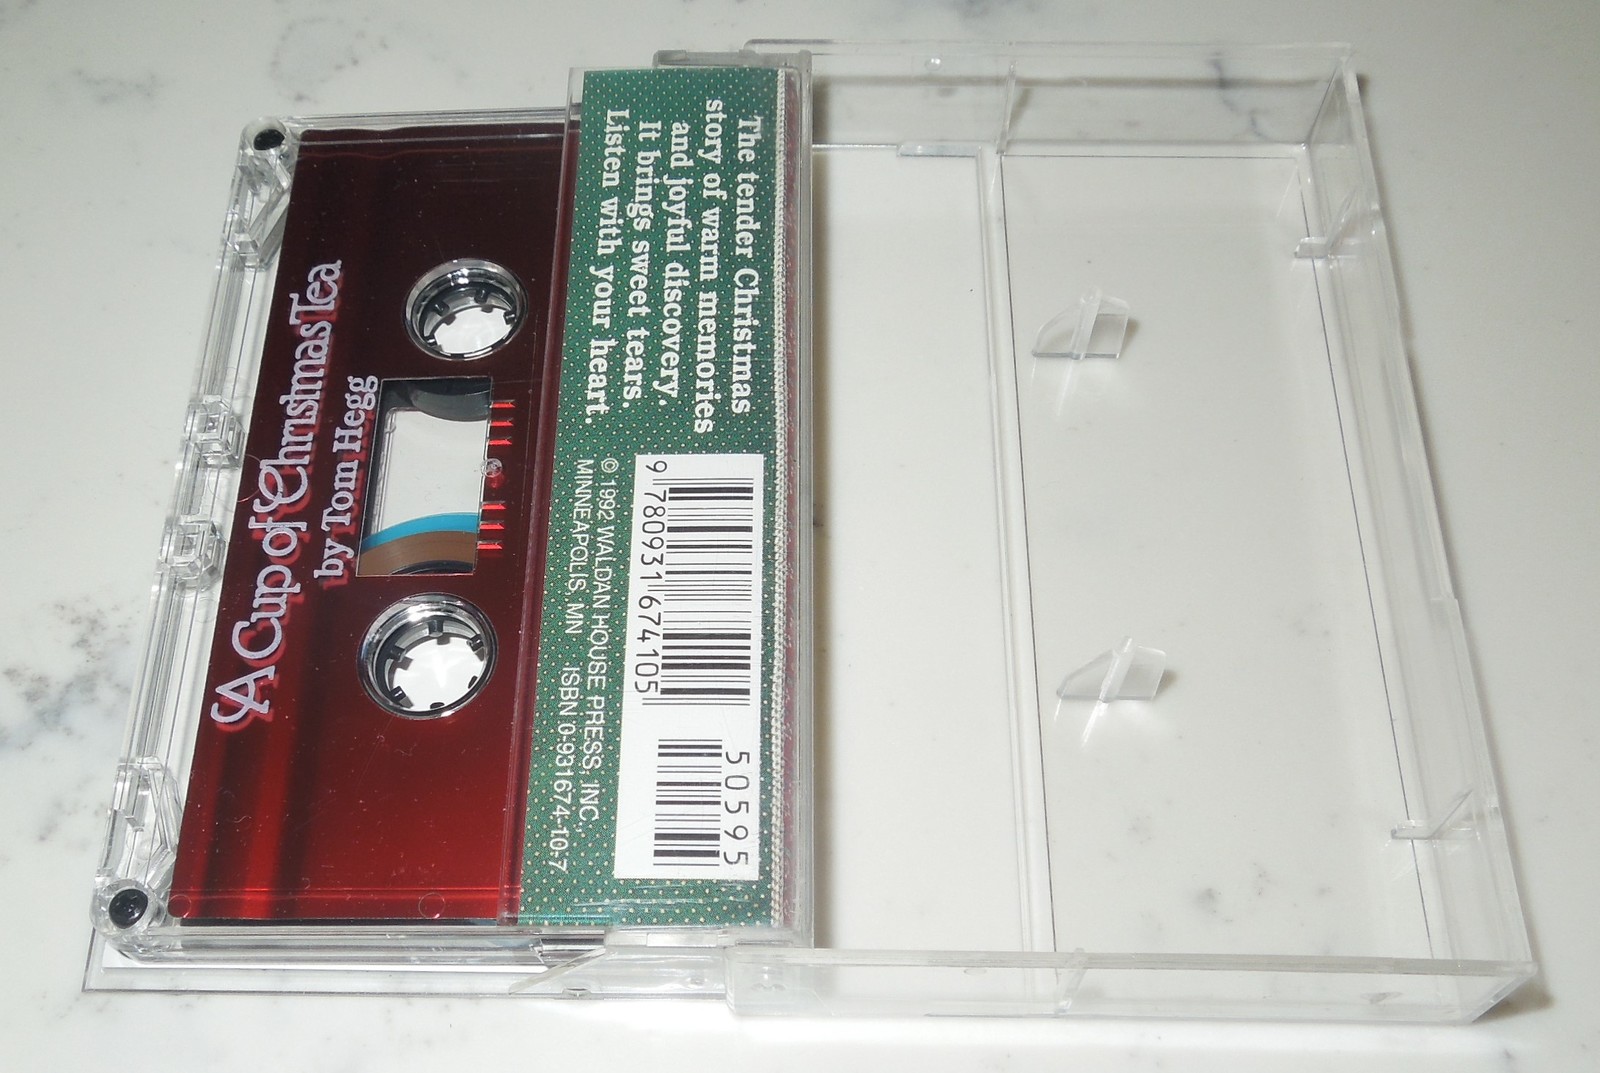 A Cup of Christmas Tea
by Tom Hegg
The tender Christmas
story of warm memories
and joyful discovery.
It brings sweet tears.
Listen with your heart.
9 780931 674105
50595
© 1992 WALDAN HOUSE PRESS, INC.,
MINNEAPOLIS, MN ISBN 0-931674-10-7